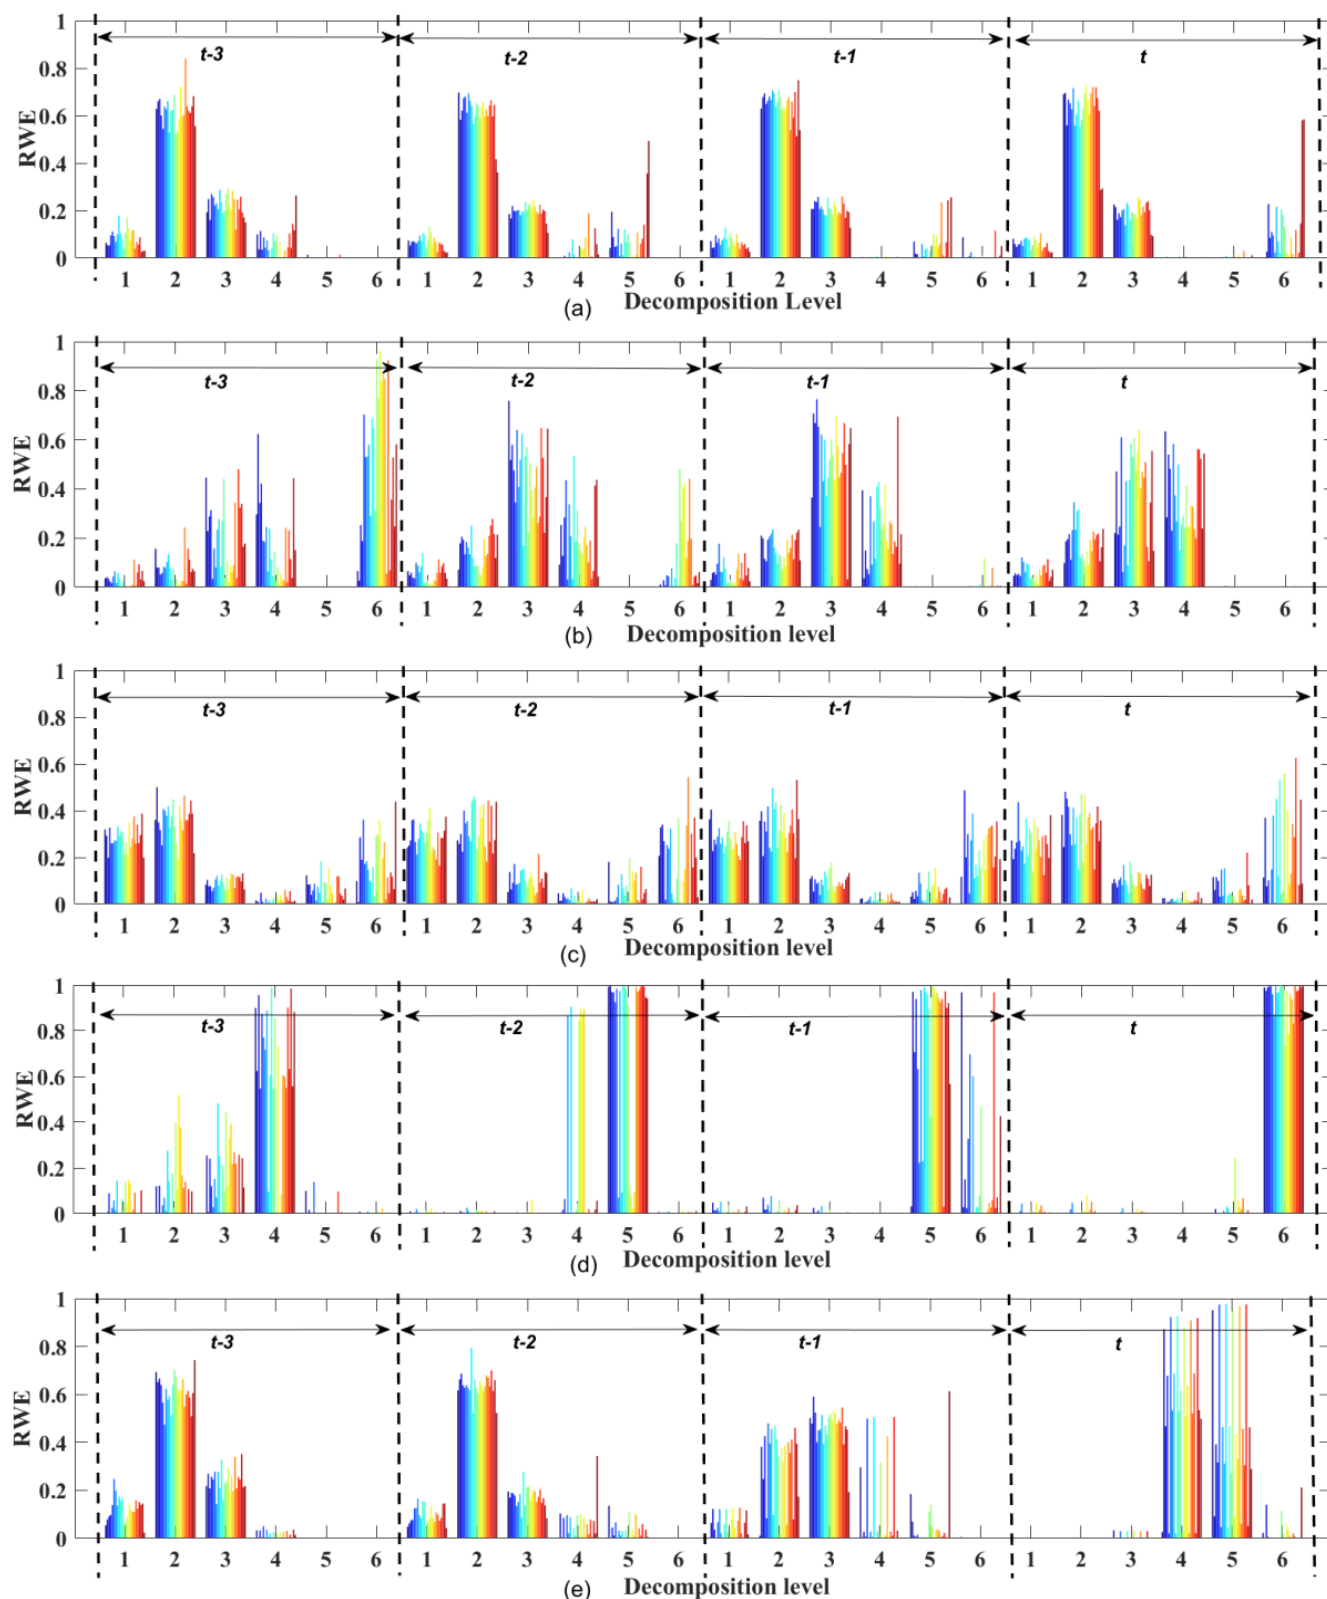 1
t-3
t-2
t-1
t
0.8
0.6
RWE
0.4
0.2
0
1 2 3 4 5 6 1 2 3 4 5 6 1 2 3 4 5 6 1 2 3 4 5 6
(a) Decomposition Level
1
t-3
t-2
t-1
t
0.8
0.6
RWE
0.4
0.2
0
1 2 3 4 5 6 1 2 3 4 5 6 1 2 3 4 5 6 1 2 3 4 5 6
(b) Decomposition level
1
t-3
t-2
t-1
t
0.8
0.6
RWE
0.4
0.2
0
1 2 3 4 5 6 1 2 3 4 5 6 1 2 3 4 5 6 1 2 3 4 5 6
(c) Decomposition level
1
t-3
t-2
t-1
t
0.8
0.6
RWE
0.4
0.2
0
1 2 3 4 5 6 1 2 3 4 5 6 1 2 3 4 5 6 1 2 3 4 5 6
(d) Decomposition level
1
t-3
t-2
t-1
t
0.8
0.6
RWE
0.4
0.2
0
1 2 3 4 5 6 1 2 3 4 5 6 1 2 3 4 5 6 1 2 3 4 5 6
(e) Decomposition level